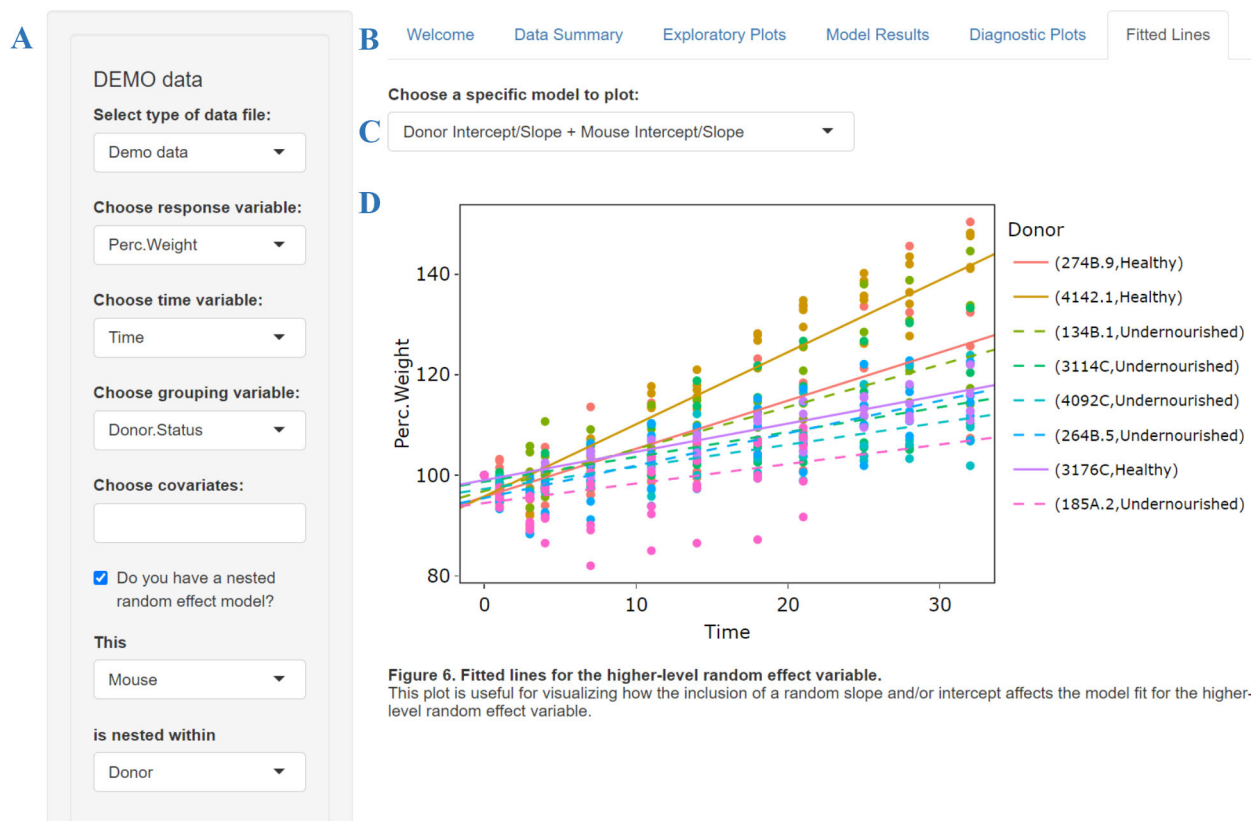 A
DEMO data
Select type of data file:
Demo data
Choose response variable:
Perc.Weight
Choose time variable:
Time
Choose grouping variable:
Donor.Status
Choose covariates:
Do you have a nested
random effect model?
This
Mouse
is nested within
Donor
B
Welcome Data Summary Exploratory Plots Model Results Diagnostic Plots Fitted Lines
Choose a specific model to plot:
C
Donor Intercept/Slope + Mouse Intercept/Slope
D
Perc.Weight
140
120
100
80
0 10 20 30
Time
Donor
(274B.9,Healthy)
(4142.1,Healthy)
(134B.1,Undernourished)
(3114C,Undernourished)
(4092C,Undernourished)
(264B.5,Undernourished)
(3176C,Healthy)
(185A.2,Undernourished)
Figure 6. Fitted lines for the higher-level random effect variable.
This plot is useful for visualizing how the inclusion of a random slope and/or intercept affects the model fit for the higher-
level random effect variable.